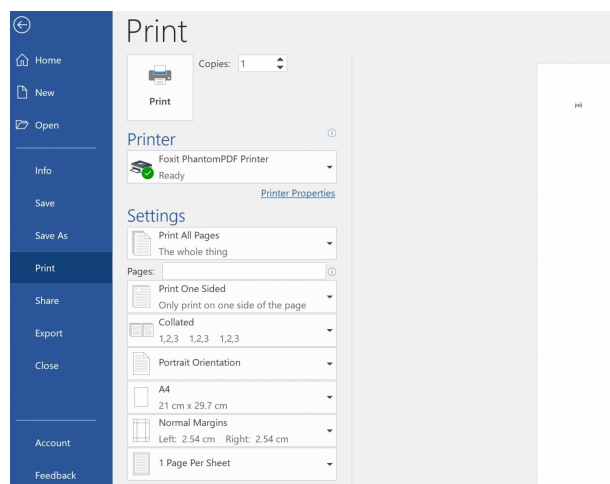 Print
Home
New
Open
Info
Save
Save As
Print
Share
Export
Close
Account
Feedback
Copies: 1
Print
Printer
Foxit PhantomPDF Printer
Ready
Printer Properties
Settings
Print All Pages
The whole thing
Pages:
Print One Sided
Only print on one side of the page
Collated
1,2,3 1,2,3 1,2,3
Portrait Orientation
A4
21 cm x 29.7 cm
Normal Margins
Left: 2.54 cm Right: 2.54 cm
1 Page Per Sheet